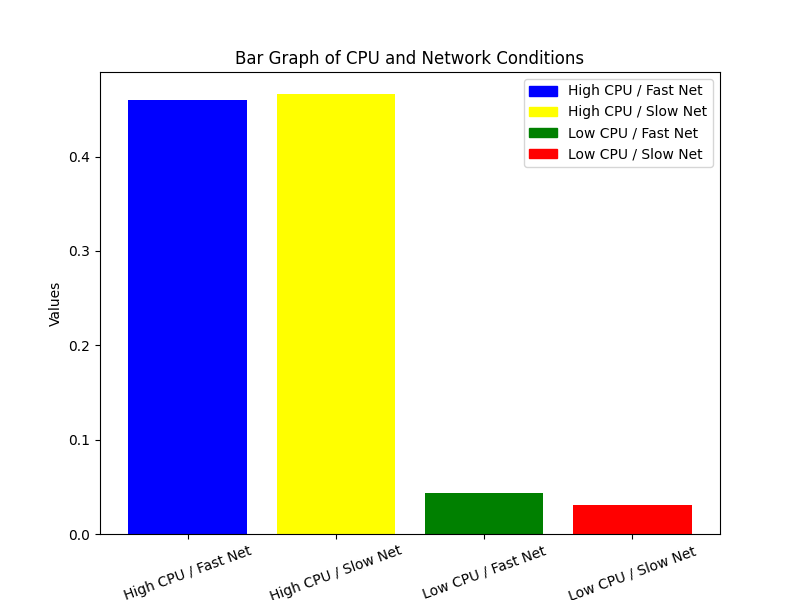 Bar Graph of CPU and Network Conditions
High CPU / Fast Net
High CPU / Slow Net
Low CPU / Fast Net
Low CPU / Slow Net
0.4
0.3
0.2
0.1
0.0
Values
High CPU / Fast Net
High CPU / Slow Net
Low CPU / Fast Net
Low CPU / Slow Net